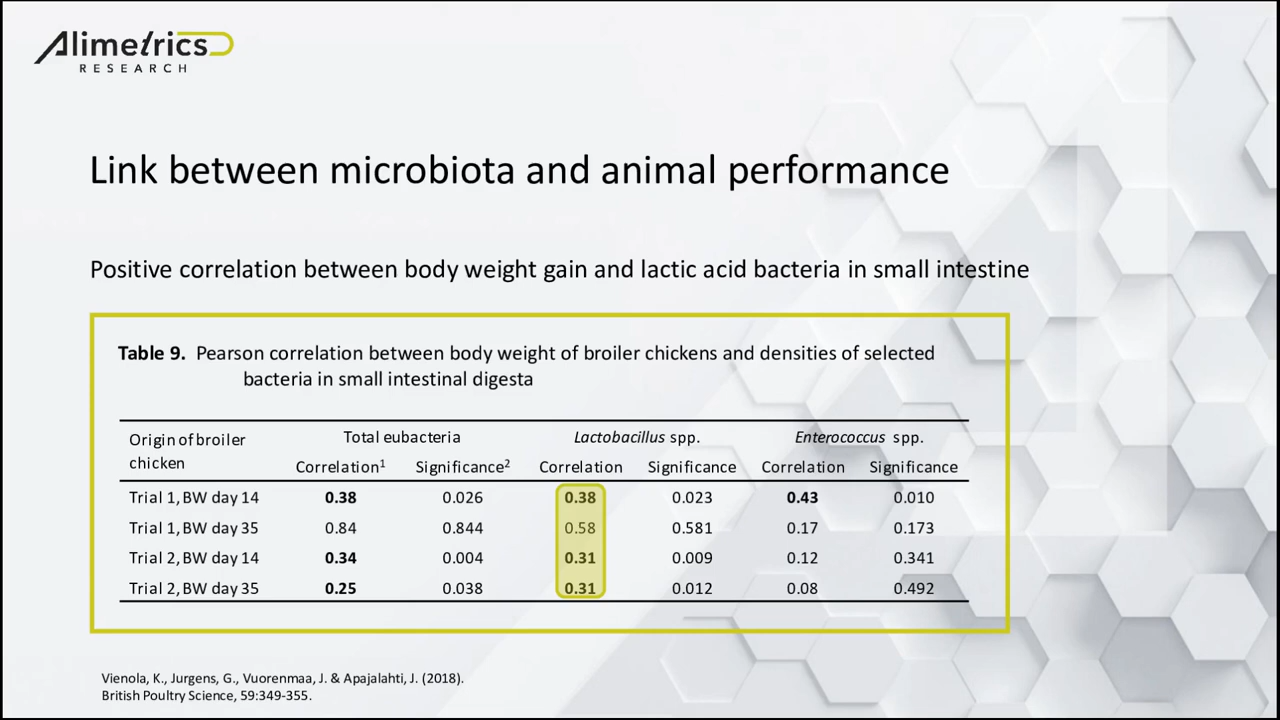 Alimetrics
RESEARCH
Link between microbiota and animal performance
Positive correlation between body weight gain and lactic acid bacteria in small intestine
Table 9. Pearson correlation between body weight of broiler chickens and densities of selected
bacteria in small intestinal digesta
Origin of broiler chicken Total eubacteria Lactobacillus spp. Enterococcus spp.
Correlation1 Significance2 Correlation Significance Correlation Significance
Trial 1, BW day 14 0.38 0.026 0.38 0.023 0.43 0.010
Trial 1, BW day 35 0.84 0.844 0.58 0.581 0.17 0.173
Trial 2, BW day 14 0.34 0.004 0.31 0.009 0.12 0.341
Trial 2, BW day 35 0.25 0.038 0.31 0.012 0.08 0.492
Vienola, K., Jurgens, G., Vuorenmaa, J. & Apajalahti, J. (2018).
British Poultry Science, 59:349-355.